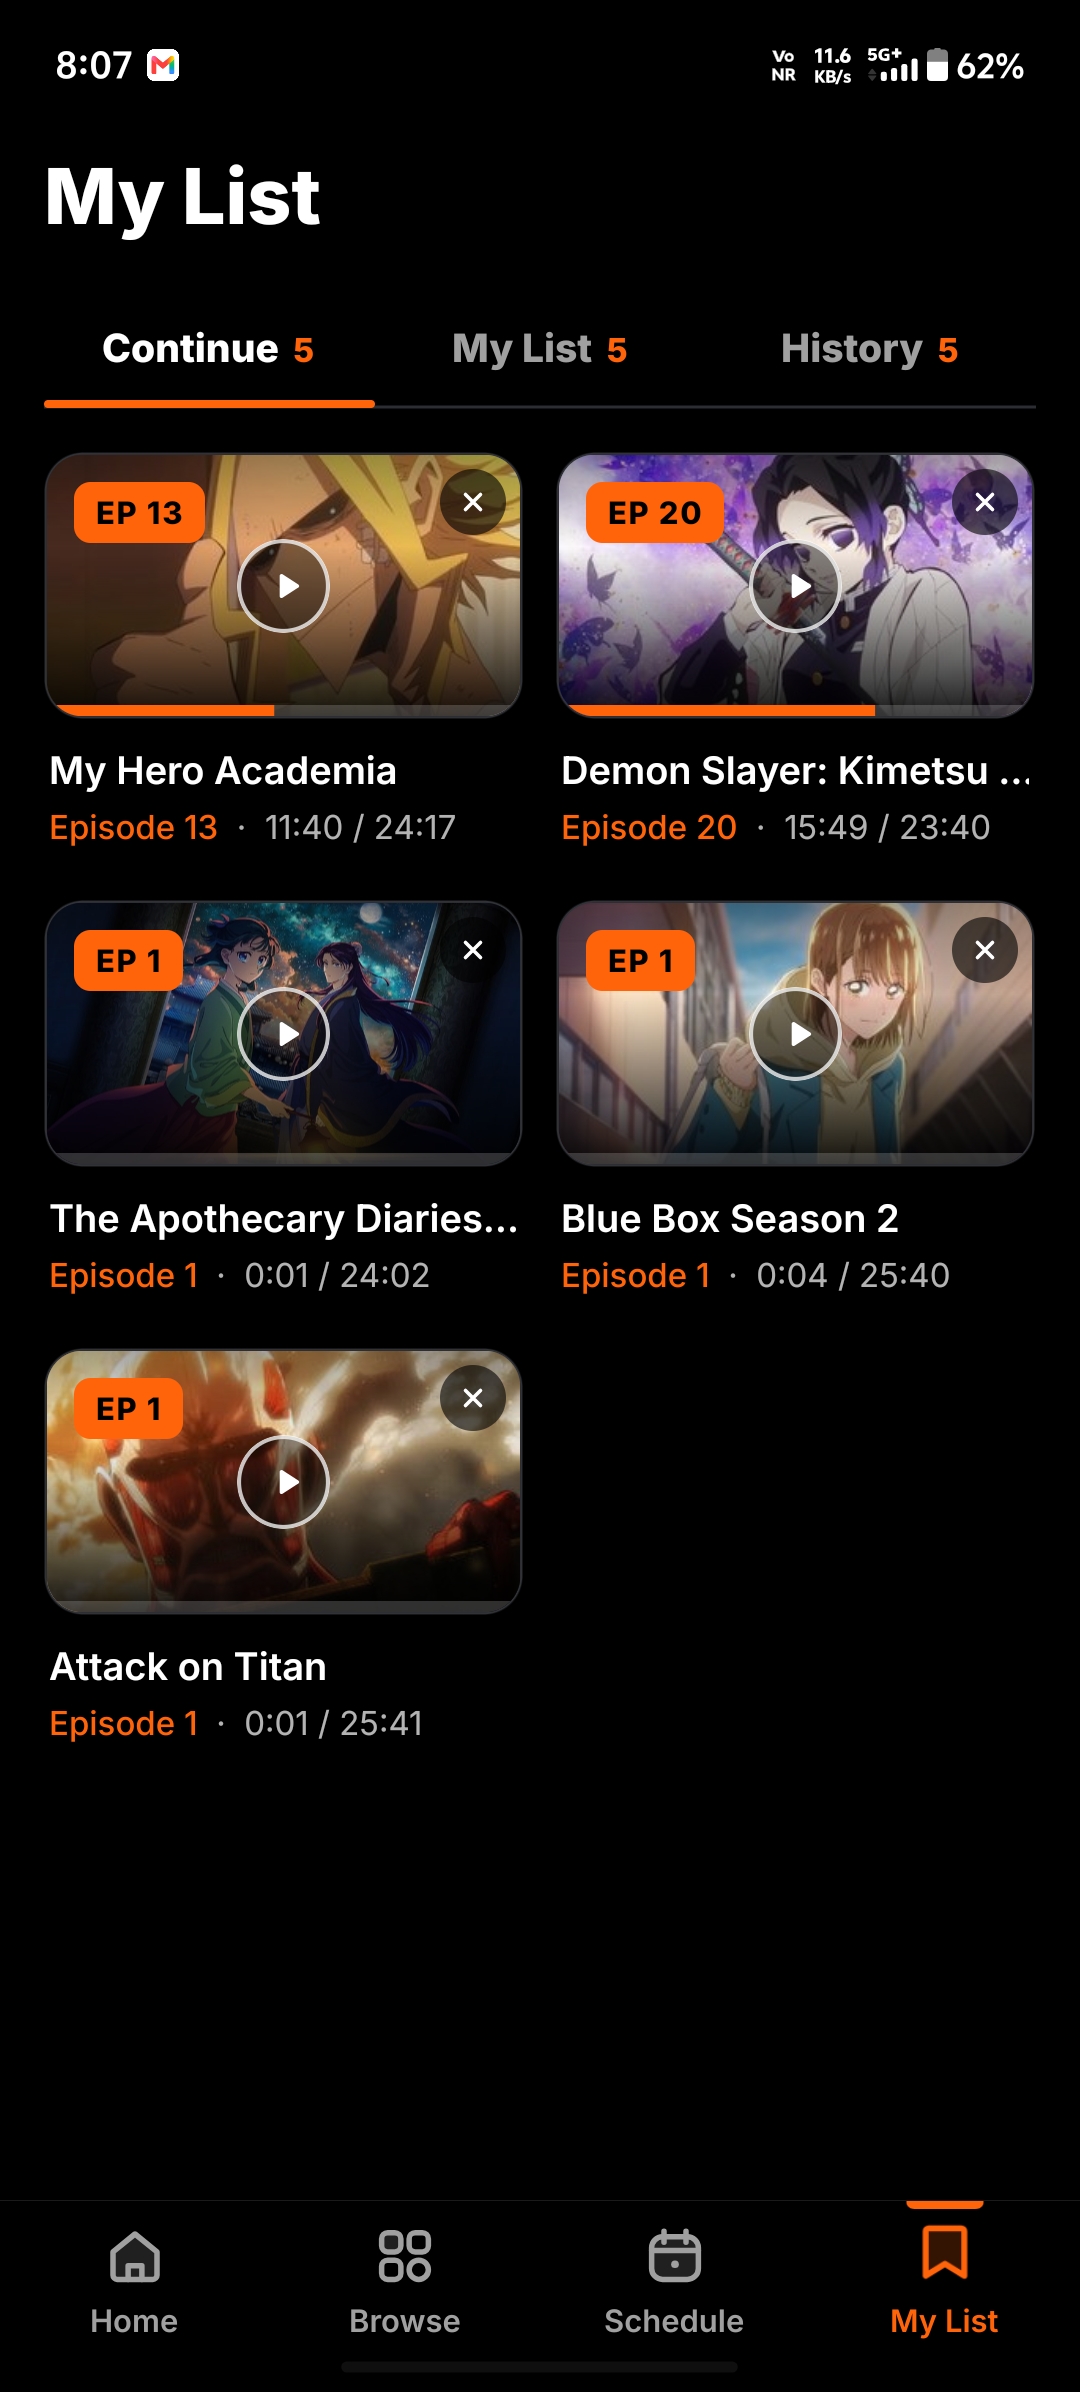 8:07
Vo NR 11.6 KB/s 5G+ 62%
My List
Continue 5 My List 5 History 5
EP 13
EP 20
My Hero Academia
Demon Slayer: Kimetsu ...
Episode 13 · 11:40 / 24:17
Episode 20 · 15:49 / 23:40
EP 1
EP 1
The Apothecary Diaries...
Blue Box Season 2
Episode 1 · 0:01 / 24:02
Episode 1 · 0:04 / 25:40
EP 1
Attack on Titan
Episode 1 · 0:01 / 25:41
Home Browse Schedule My List